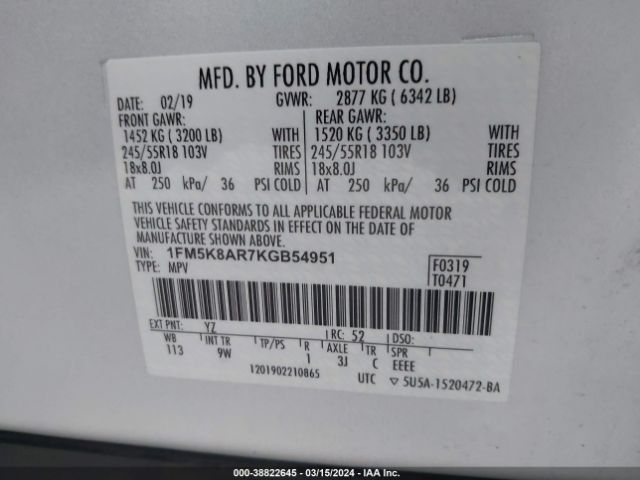 MFD. BY FORD MOTOR CO.
DATE: 02/19 GVWR: 2877 KG ( 6342 LB)
FRONT GAWR: REAR GAWR:
1452 KG ( 3200 LB) WITH 1520 KG ( 3350 LB) WITH
245/55R18 103V TIRES 245/55R18 103V TIRES
18x8.0J RIMS 18x8.0J RIMS
AT 250 kPa/ 36 PSI COLD AT 250 kPa/ 36 PSI COLD
THIS VEHICLE CONFORMS TO ALL APPLICABLE FEDERAL MOTOR
VEHICLE SAFETY STANDARDS IN EFFECT ON THE DATE OF
MANUFACTURE SHOWN ABOVE.
VIN: 1FM5K8AR7KGB54951 F0319
TYPE: MPV T0471
EXT PNT: YZ RC: 52 DSO:
WB INT TR TP/PS R AXLE TR SPR
113 9W 1 3J C EEEE
1201902210865 UTC ▽ 5U5A-1520472-BA
000-38822645 - 03/15/2024 - IAA Inc.